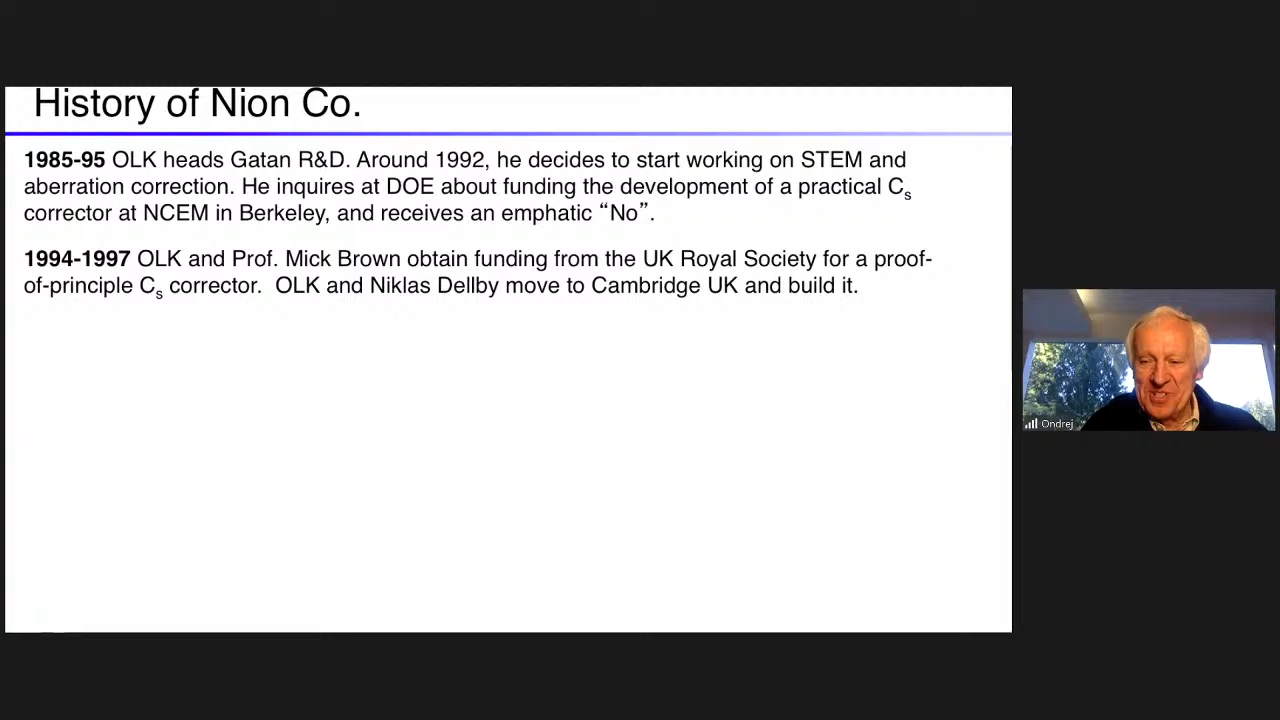 History of Nion Co.
1985-95 OLK heads Gatan R&D. Around 1992, he decides to start working on STEM and
aberration correction. He inquires at DOE about funding the development of a practical Cs
corrector at NCEM in Berkeley, and receives an emphatic “No”.
1994-1997 OLK and Prof. Mick Brown obtain funding from the UK Royal Society for a proof-
of-principle Cs corrector.  OLK and Niklas Dellby move to Cambridge UK and build it.
Ondrej